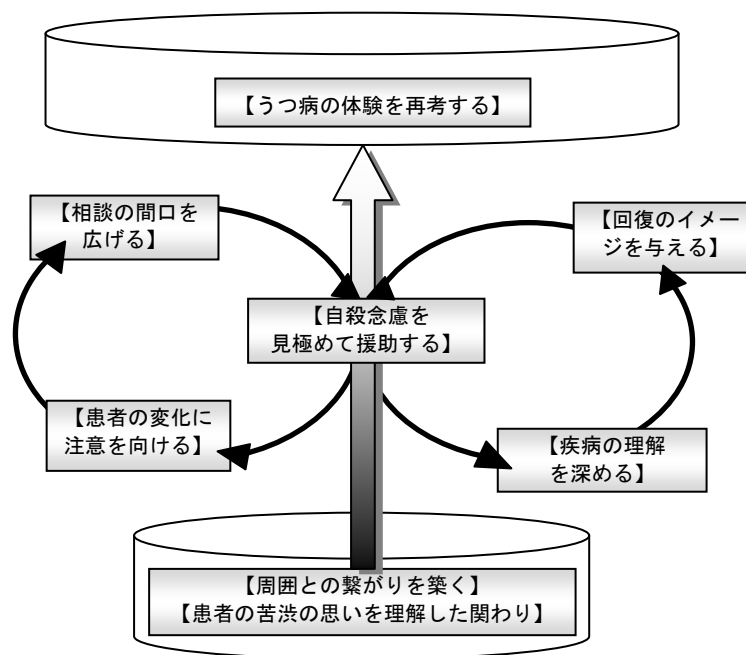 【うつ病の体験を再考する】
【相談の間口を
広げる】
【回復のイメー
ジを与える】
【自殺念慮を
見極めて援助する】
【患者の変化に
注意を向ける】
【疾病の理解
を深める】
【周囲との繋がりを築く】
【患者の苦渋の思いを理解した関わり】